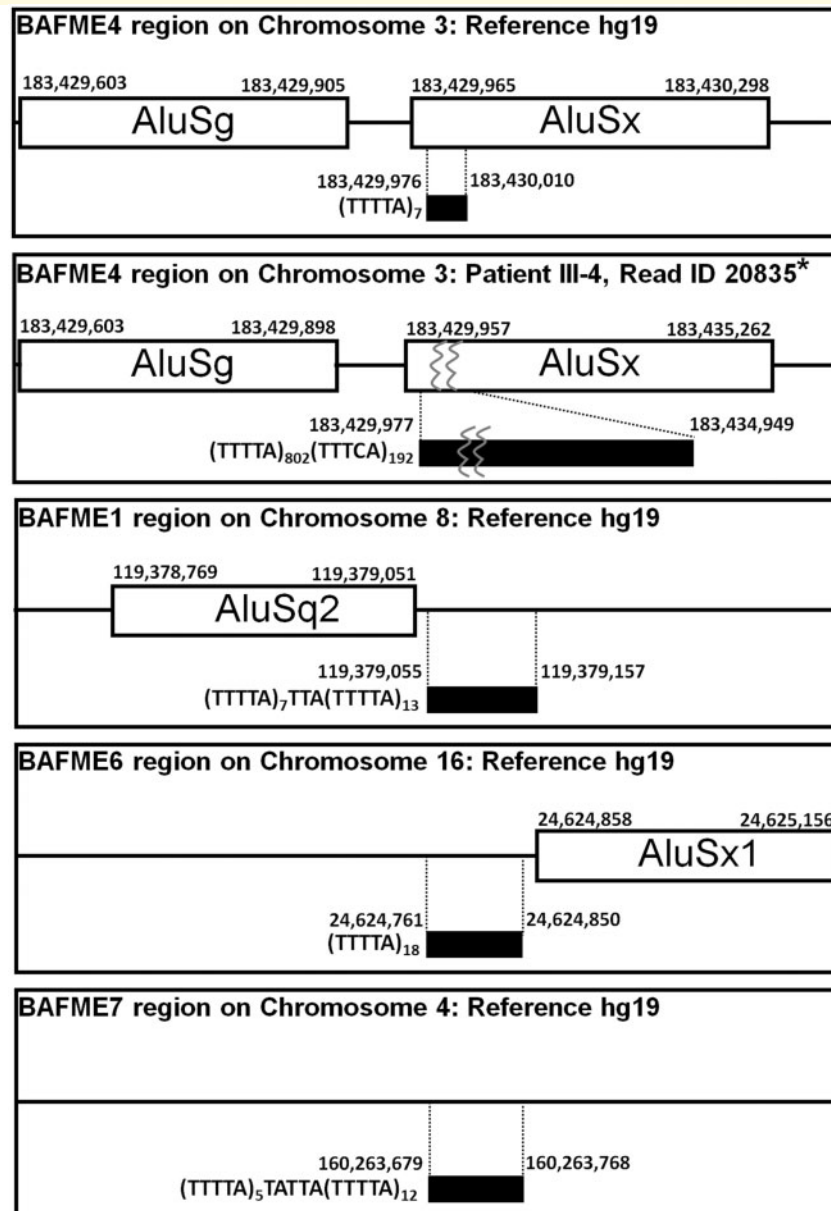 BAFME4 region on Chromosome 3: Reference hg19
183,429,603 183,429,905 183,429,965 183,430,298
AluSg AluSx
183,429,976 183,430,010
(TTTTA)₇
BAFME4 region on Chromosome 3: Patient III-4, Read ID 20835*
183,429,603 183,429,898 183,429,957 183,435,262
AluSg AluSx
183,429,977 183,434,949
(TTTTA)₈₀₂(TTTCA)₁₉₂
BAFME1 region on Chromosome 8: Reference hg19
119,378,769 119,379,051
AluSq2
119,379,055 119,379,157
(TTTTA)₇TTA(TTTTA)₁₃
BAFME6 region on Chromosome 16: Reference hg19
24,624,858 24,625,156
AluSx1
24,624,761 24,624,850
(TTTTA)₁₈
BAFME7 region on Chromosome 4: Reference hg19
160,263,679 160,263,768
(TTTTA)₅TATTA(TTTTA)₁₂